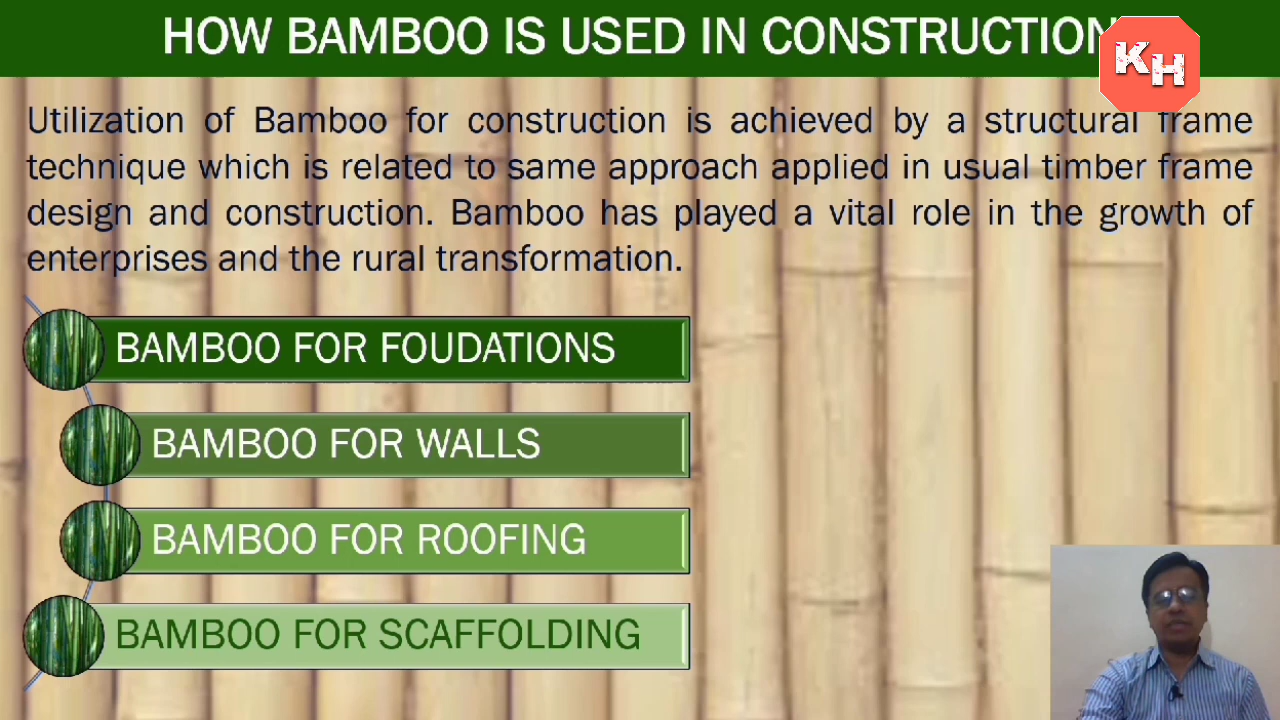 HOW BAMBOO IS USED IN CONSTRUCTION
KH
Utilization of Bamboo for construction is achieved by a structural frame
technique which is related to same approach applied in usual timber frame
design and construction. Bamboo has played a vital role in the growth of
enterprises and the rural transformation.
BAMBOO FOR FOUDATIONS
BAMBOO FOR WALLS
BAMBOO FOR ROOFING
BAMBOO FOR SCAFFOLDING